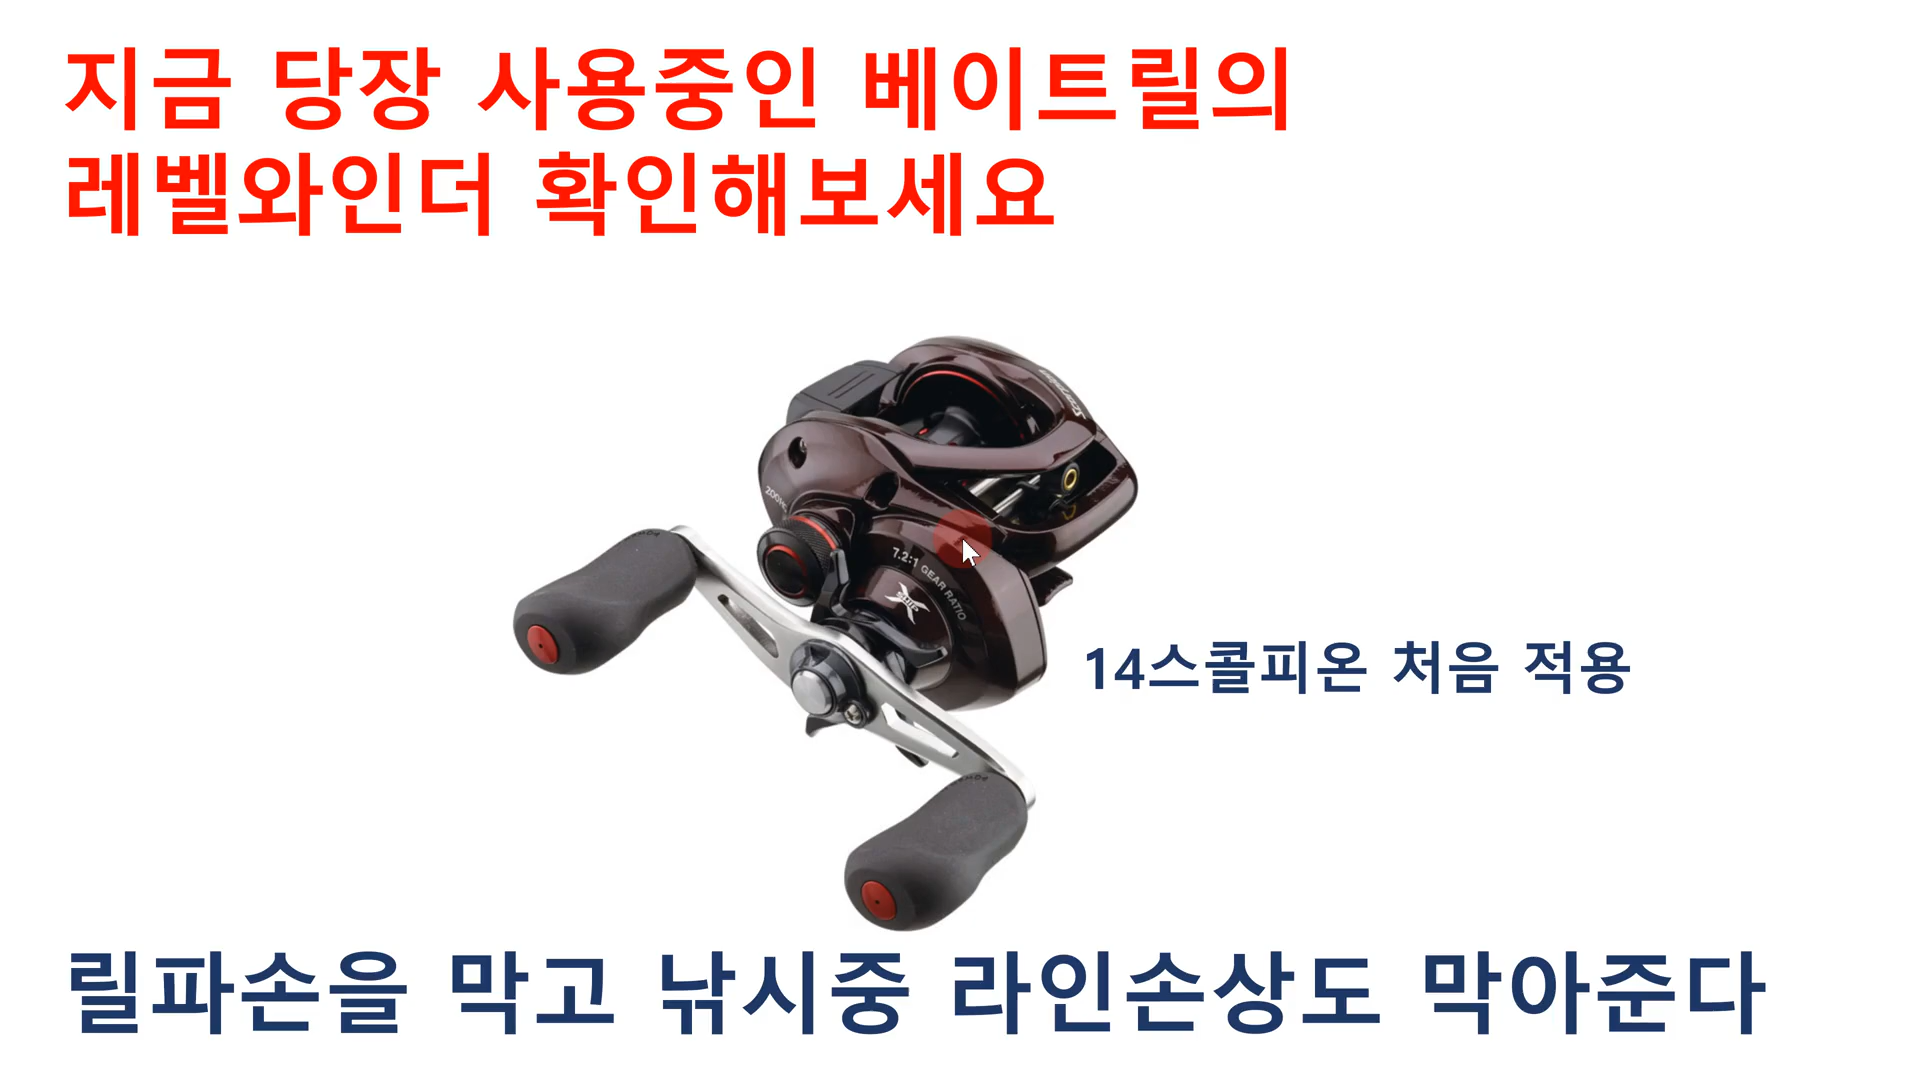 지금 당장 사용중인 베이트릴의
레벨와인더 확인해보세요
Scorpion
7.2:1 GEAR RATIO
X
SHIP
14스콜피온 처음 적용
릴파손을 막고 낚시중 라인손상도 막아준다